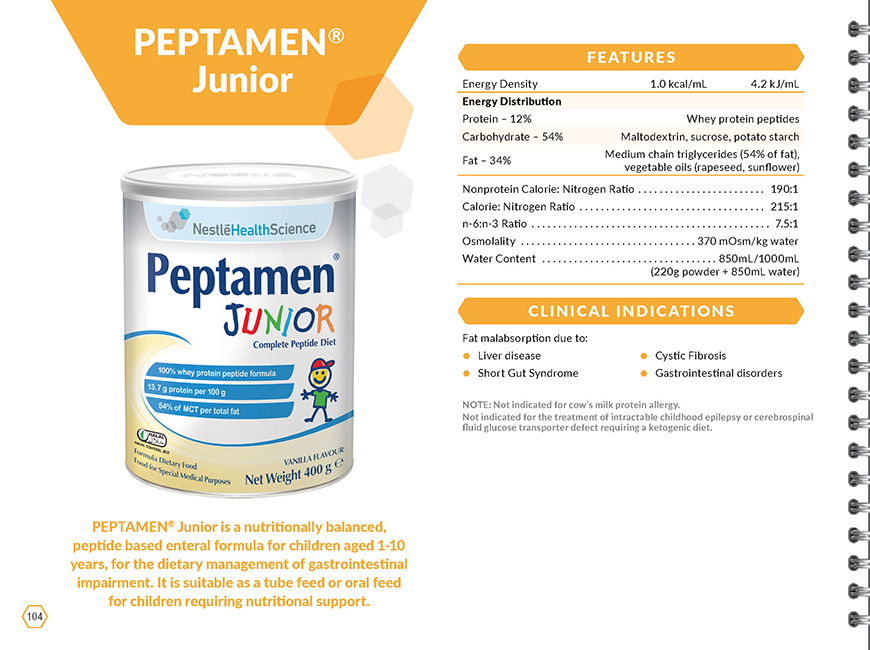 PEPTAMEN®
Junior
NestléHealthScience
Peptamen®
JUNIOR
Complete Peptide Diet
100% whey protein peptide formula
13.7 g protein per 100 g
54% of MCT per total fat
HALAL
Formula Dietary Food
Food for Special Medical Purposes
VANILLA FLAVOUR
Net Weight 400 g ℮
PEPTAMEN® Junior is a nutritionally balanced,
peptide based enteral formula for children aged 1-10
years, for the dietary management of gastrointestinal
impairment. It is suitable as a tube feed or oral feed
for children requiring nutritional support.
104
FEATURES
Energy Density 1.0 kcal/mL 4.2 kJ/mL
Energy Distribution
Protein – 12% Whey protein peptides
Carbohydrate – 54% Maltodextrin, sucrose, potato starch
Fat – 34% Medium chain triglycerides (54% of fat),
vegetable oils (rapeseed, sunflower)
Nonprotein Calorie: Nitrogen Ratio ........................ 190:1
Calorie: Nitrogen Ratio .................................... 215:1
n-6:n-3 Ratio .............................................. 7.5:1
Osmolality ................................. 370 mOsm/kg water
Water Content ................................. 850mL/1000mL
(220g powder + 850mL water)
CLINICAL INDICATIONS
Fat malabsorption due to:
Liver disease
Short Gut Syndrome
Cystic Fibrosis
Gastrointestinal disorders
NOTE: Not indicated for cow's milk protein allergy.
Not indicated for the treatment of intractable childhood epilepsy or cerebrospinal
fluid glucose transporter defect requiring a ketogenic diet.